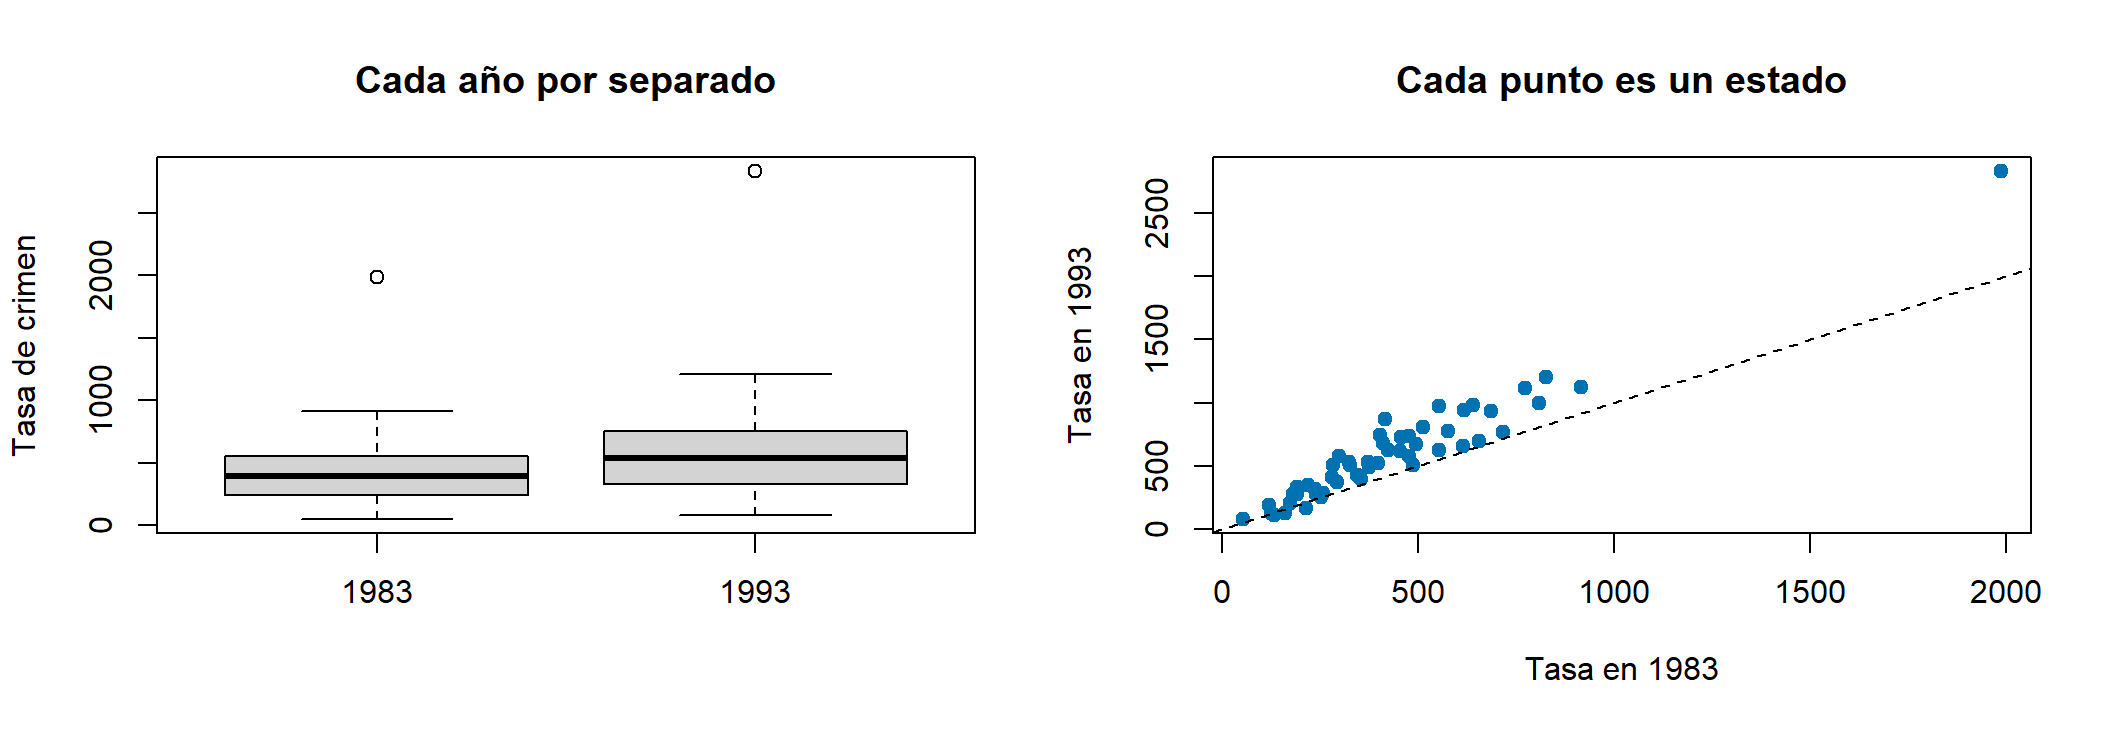 Cada año por separado
Tasa de crimen
2000
1000
0
1983
1993
Cada punto es un estado
Tasa en 1993
2500
1500
500
0
0
500
1000
1500
2000
Tasa en 1983